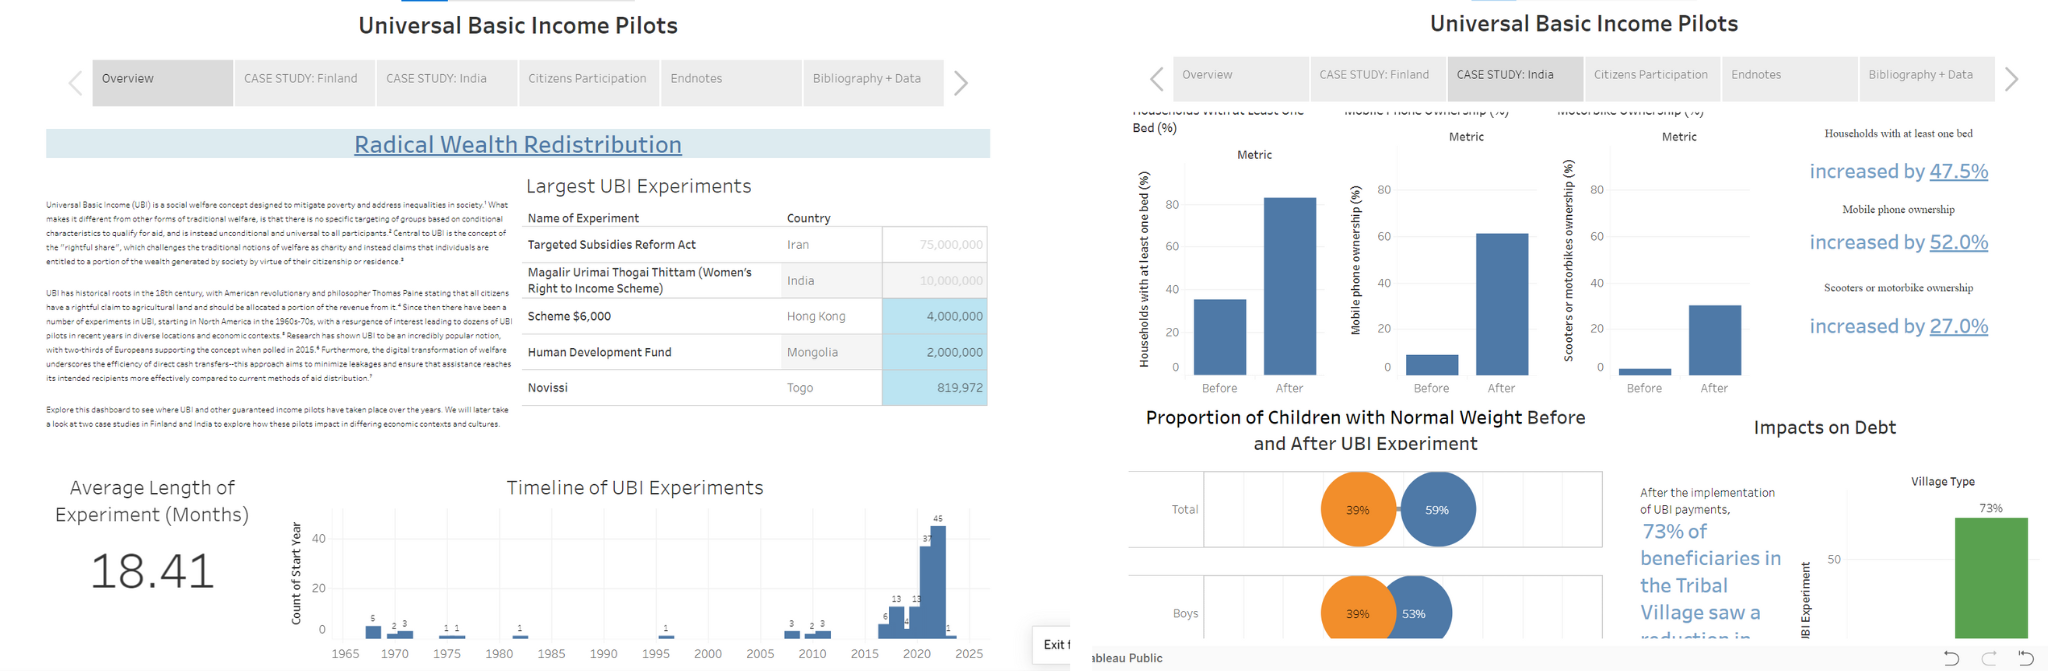 Universal Basic Income Pilots
Overview
CASE STUDY: Finland
CASE STUDY: India
Citizens Participation
Endnotes
Bibliography + Data
Radical Wealth Redistribution
Universal Basic Income (UBI) is a social welfare concept designed to mitigate poverty and address inequalities in society.¹ What
makes it different from other forms of traditional welfare, is that there is no specific targeting of groups based on conditional
characteristics to qualify for aid, and is instead unconditional and universal to all participants.² Central to UBI is the concept of
the "rightful share", which challenges the traditional notions of welfare as charity and instead claims that individuals are
entitled to a portion of the wealth generated by society by virtue of their citizenship or residence.³
UBI has historical roots in the 18th century, with American revolutionary and philosopher Thomas Paine stating that all citizens
have a rightful claim to agricultural land and should be allocated a portion of the revenue from it.⁴ Since then there have been a
number of experiments in UBI, starting in North America in the 1960s-70s, with a resurgence of interest leading to dozens of UBI
pilots in recent years in diverse locations and economic contexts.⁵ Research has shown UBI to be an incredibly popular notion,
with two-thirds of Europeans supporting the concept when polled in 2015.⁶ Furthermore, the digital transformation of welfare
underscores the efficiency of direct cash transfers--this approach aims to minimize leakages and ensure that assistance reaches
its intended recipients more effectively compared to current methods of aid distribution.⁷
Explore this dashboard to see where UBI and other guaranteed income pilots have taken place over the years. We will later take
a look at two case studies in Finland and India to explore how these pilots impact in differing economic contexts and cultures.
Largest UBI Experiments
Name of Experiment Country
Targeted Subsidies Reform Act Iran 75,000,000
Magalir Urimai Thogai Thittam (Women's
Right to Income Scheme) India 10,000,000
Scheme $6,000 Hong Kong 4,000,000
Human Development Fund Mongolia 2,000,000
Novissi Togo 819,972
Average Length of
Experiment (Months)
18.41
Timeline of UBI Experiments
Count of Start Year
40
20
0
5 2 3 1 1 1 1 3 2 3 6 13 4 13 37 45 1
1965 1970 1975 1980 1985 1990 1995 2000 2005 2010 2015 2020 2025
Exit
Universal Basic Income Pilots
Overview
CASE STUDY: Finland
CASE STUDY: India
Citizens Participation
Endnotes
Bibliography + Data
Households With at Least One
Bed (%)
Metric
Households with at least one bed (%)
80
60
40
20
0
Before After
Mobile Phone Ownership (%)
Metric
Mobile phone ownership (%)
80
60
40
20
0
Before After
Motorbike Ownership (%)
Metric
Scooters or motorbikes ownership (%)
80
60
40
20
0
Before After
Households with at least one bed
increased by 47.5%
Mobile phone ownership
increased by 52.0%
Scooters or motorbike ownership
increased by 27.0%
Proportion of Children with Normal Weight Before
and After UBI Experiment
Total 39% 59%
Boys 39% 53%
Impacts on Debt
After the implementation
of UBI payments,
73% of
beneficiaries in
the Tribal
Village saw a
reduction in
Village Type
73%
50
UBI Experiment
ableau Public